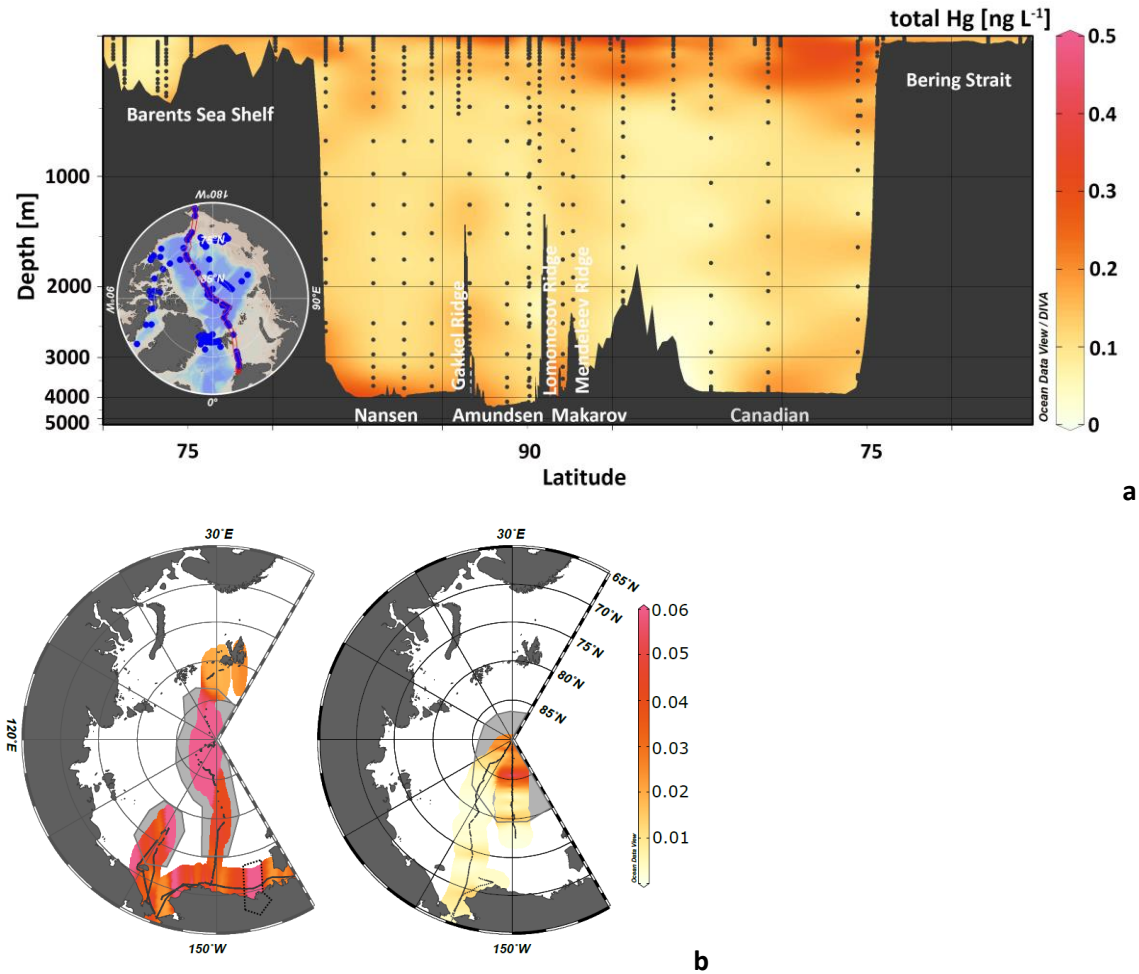 total Hg [ng L-1]
Barents Sea Shelf
Bering Strait
0.5
0.4
0.3
0.2
0.1
0
Ocean Data View / DIVA
Depth [m]
1000
2000
3000
4000
5000
180°W
75°N
90°W
90°E
0°
Gakkel Ridge
Lomonosov Ridge
Mendeleev Ridge
Nansen
Amundsen
Makarov
Canadian
75
90
75
Latitude
a
30°E
120°E
150°W
30°E
65°N
70°N
75°N
80°N
85°N
150°W
0.06
0.05
0.04
0.03
0.02
0.01
Ocean Data View
b